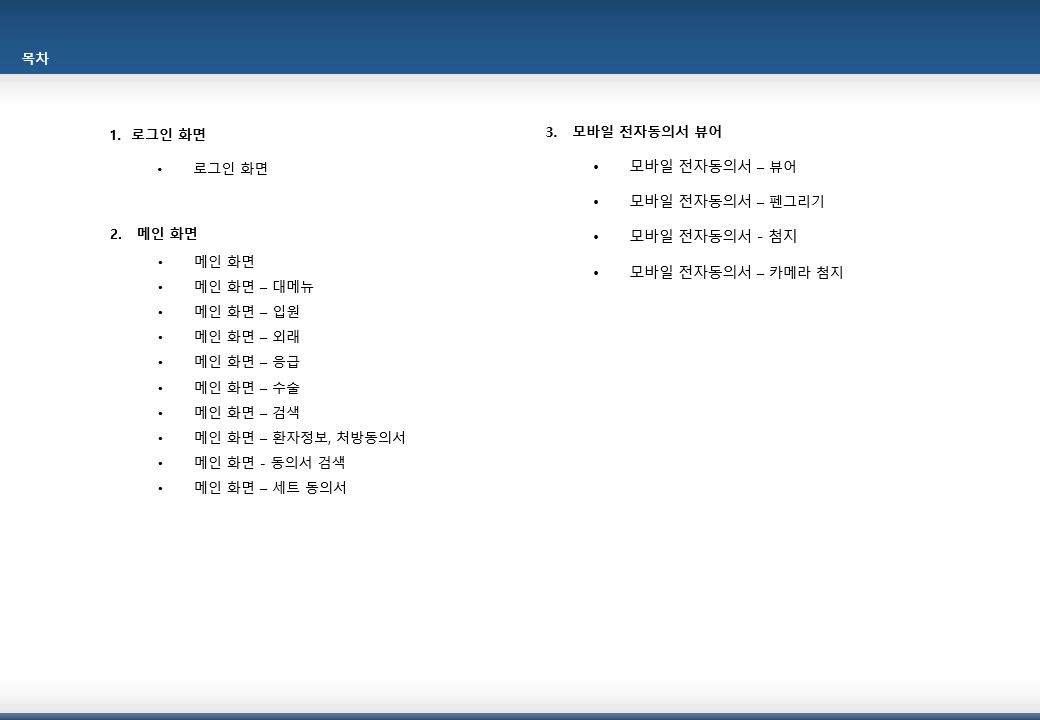 목차
1. 로그인 화면
• 로그인 화면
2. 메인 화면
• 메인 화면
• 메인 화면 – 대메뉴
• 메인 화면 – 입원
• 메인 화면 – 외래
• 메인 화면 – 응급
• 메인 화면 – 수술
• 메인 화면 – 검색
• 메인 화면 – 환자정보, 처방동의서
• 메인 화면 - 동의서 검색
• 메인 화면 – 세트 동의서
3. 모바일 전자동의서 뷰어
• 모바일 전자동의서 – 뷰어
• 모바일 전자동의서 – 펜그리기
• 모바일 전자동의서 - 첨지
• 모바일 전자동의서 – 카메라 첨지